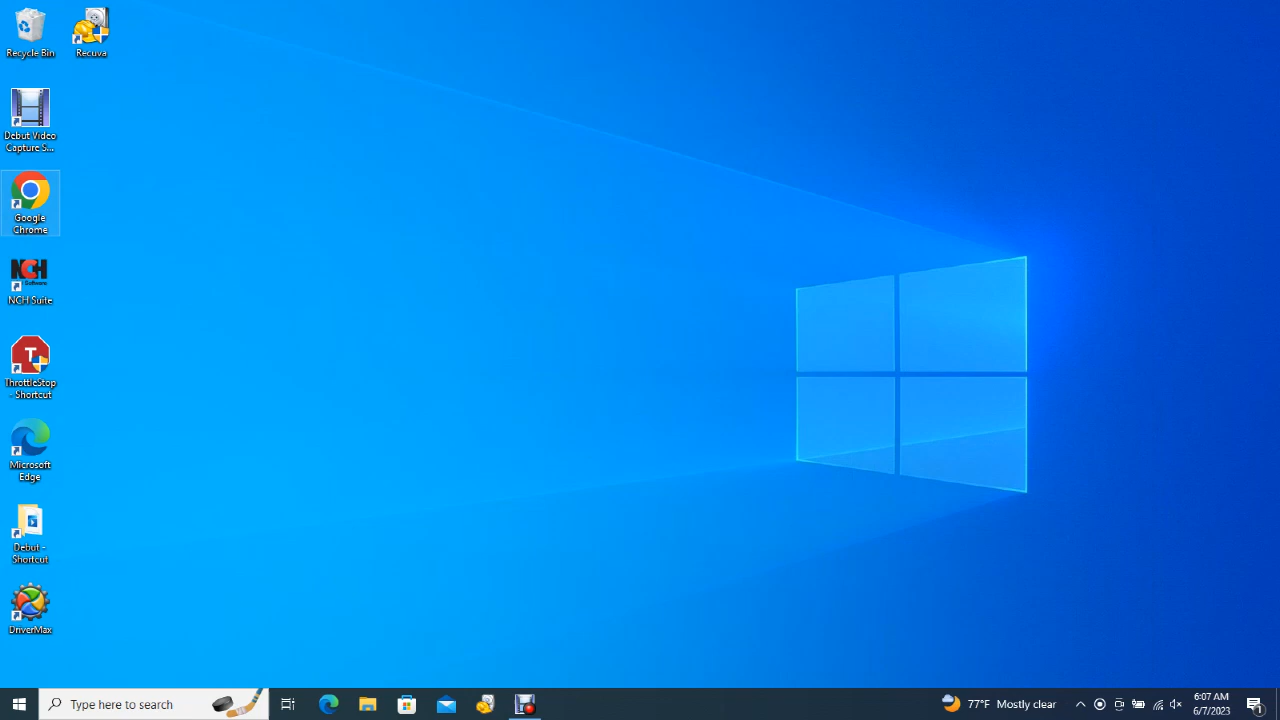 Recycle Bin
Recuva
Debut Video
Capture S...
Google
Chrome
NCH
Software
NCH Suite
T
ThrottleStop
- Shortcut
Microsoft
Edge
Debut -
Shortcut
DriverMax
Type here to search
77°F Mostly clear
6:07 AM
6/7/2023
1